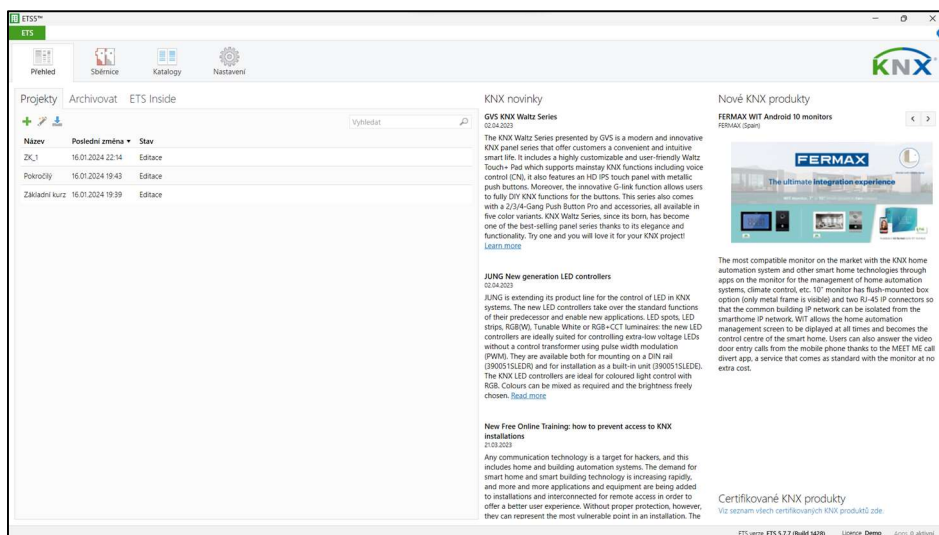 ETS5™
ETS
Přehled
Sběrnice
Katalogy
Nastavení
KNX
Projekty Archivovat ETS Inside
Vyhledat
Název Poslední změna Stav
ZK_1 16.01.2024 22:14 Editace
Pokročilý 16.01.2024 19:43 Editace
Základní kurz 16.01.2024 19:39 Editace
KNX novinky
GVS KNX Waltz Series
02.04.2023
The KNX Waltz Series presented by GVS is a modern and innovative
KNX panel series that offer customers a convenient and intuitive
smart life. It includes a highly customizable and user-friendly Waltz
Touch+ Pad which supports mainstay KNX functions including voice
control (CN), it also features an HD IPS touch panel with metallic
push buttons. Moreover, the innovative G-link function allows users
to fully DIY KNX functions for the buttons. This series also comes
with a 2/3/4-Gang Push Button Pro and accessories, all available in
five color variants. KNX Waltz Series, since its born, has become
one of the best-selling panel series thanks to its elegance and
functionality. Try one and you will love it for your KNX project!
Learn more
JUNG New generation LED controllers
02.04.2023
JUNG is extending its product line for the control of LED in KNX
systems. The new LED controllers take over the standard functions
of their predecessor and enable new applications. LED spots, LED
strips, RGB(W), Tunable White or RGB+CCT luminaires: the new LED
controllers are ideally suited for controlling extra-low voltage LEDs
without a control transformer using pulse width modulation
(PWM). They are available both for mounting on a DIN rail
(390051SLEDR) and for installation as a built-in unit (390051SLEDE).
The KNX LED controllers are ideal for coloured light control with
RGB. Colours can be mixed as required and the brightness freely
chosen. Read more
New Free Online Training: how to prevent access to KNX
installations
21.03.2023
Any communication technology is a target for hackers, and this
includes home and building automation systems. The demand for
smart home and smart building technology is increasing rapidly,
and more and more applications and equipment are being added
to installations and interconnected for remote access in order to
offer a better user experience. Without proper protection, however,
they can represent the most vulnerable point in an installation. The
Nové KNX produkty
FERMAX WIT Android 10 monitors
FERMAX (Spain)
FERMAX
The ultimate integration experience
The most compatible monitor on the market with the KNX home
automation system and other smart home technologies through
apps on the monitor for the management of home automation
systems, climate control, etc. 10" monitor has flush-mounted box
option (only metal frame is visible) and two RJ-45 IP connectors so
that the common building IP network can be isolated from the
smarthome IP network. WIT allows the home automation
management screen to be diplayed at all times and becomes the
control centre of the smart home. Users can also answer the video
door entry calls from the mobile phone thanks to the MEET ME call
divert app, a service that comes as standard with the monitor at no
extra cost.
Certifikované KNX produkty
Viz seznam všech certifikovaných KNX produktů zde.
ETS verze ETS 5.7.7 (Build 1428) Licence Demo Apps 0 aktivní